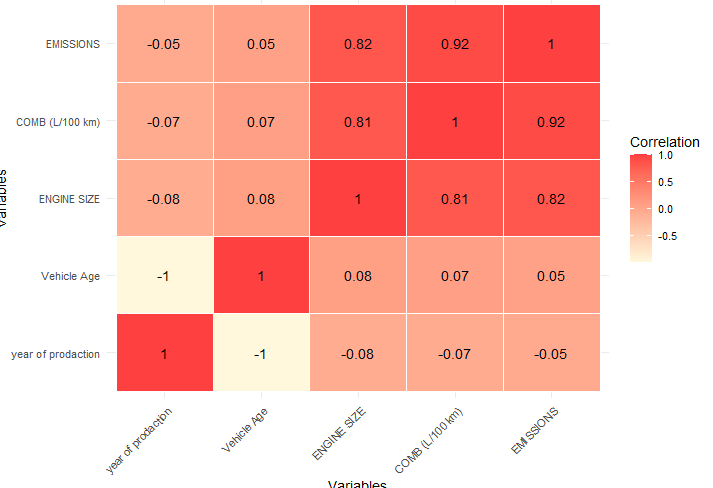 EMISSIONS
-0.05 0.05 0.82 0.92 1
COMB (L/100 km)
-0.07 0.07 0.81 1 0.92
ENGINE SIZE
-0.08 0.08 1 0.81 0.82
Vehicle Age
-1 1 0.08 0.07 0.05
year of prodaction
1 -1 -0.08 -0.07 -0.05
Variables
year of prodaction
Vehicle Age
ENGINE SIZE
COMB (L/100 km)
EMISSIONS
Variables
Correlation
1.0
0.5
0.0
-0.5